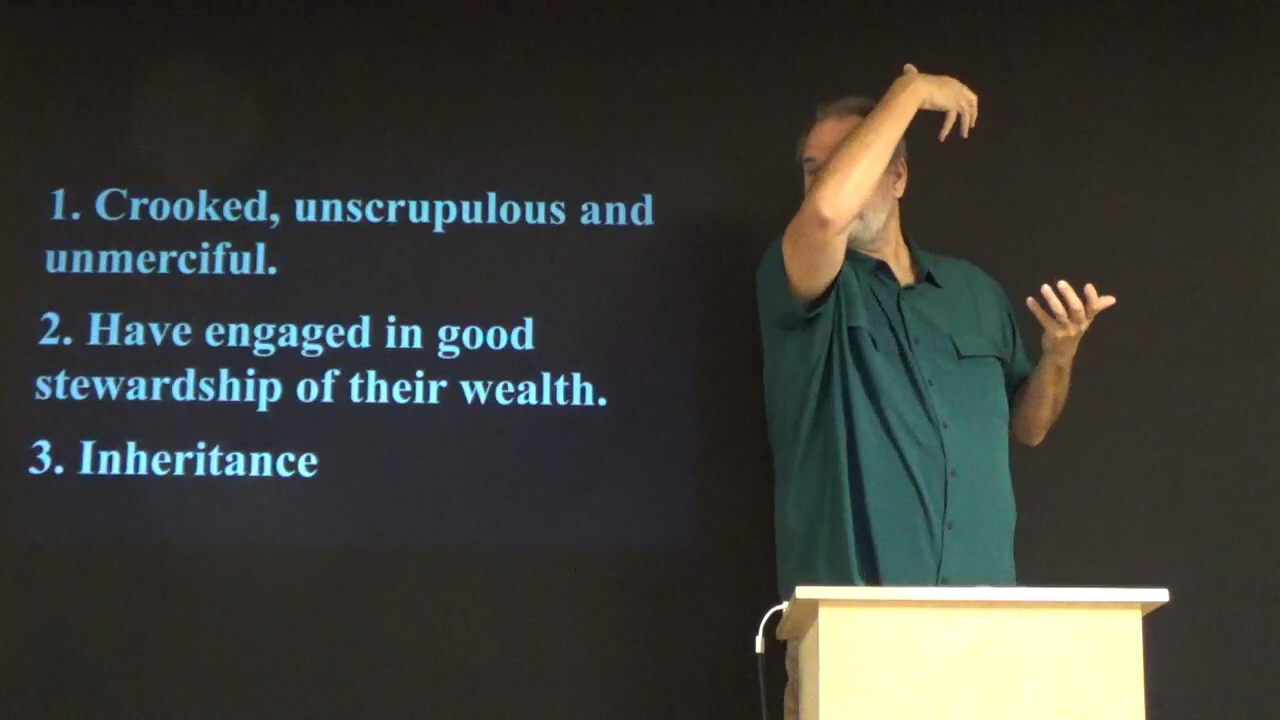 1. Crooked, unscrupulous and
unmerciful.
2. Have engaged in good
stewardship of their wealth.
3. Inheritance